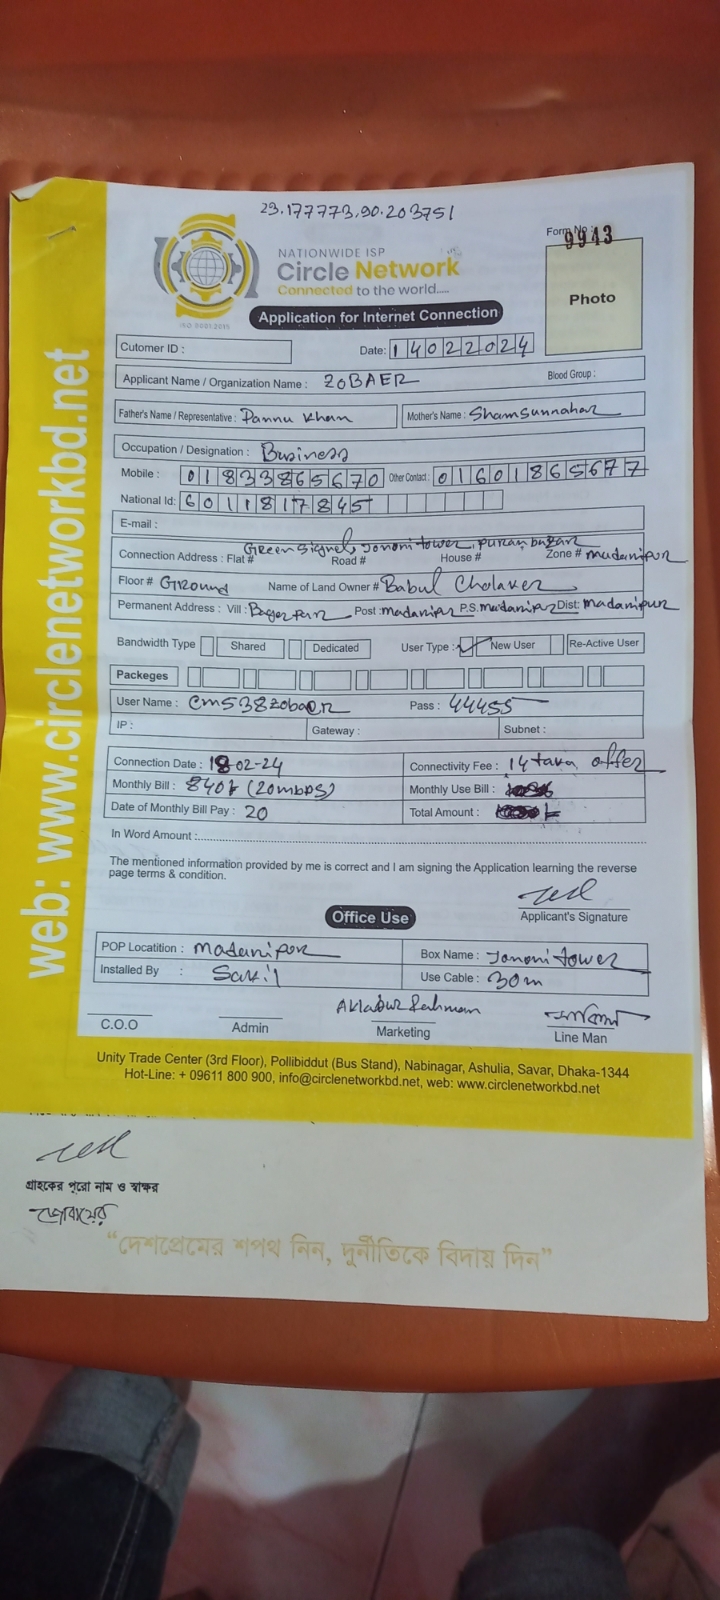 23.177773,90.203751
Form No : 9943
NATIONWIDE ISP
Circle Network
Connected to the world.....
ISO 9001:2015
Photo
Application for Internet Connection
Cutomer ID :
Date: 14022024
Applicant Name / Organization Name : ZOBAER
Blood Group :
Father's Name / Representative : Pannu Khan
Mother's Name : Shamsunnahar
Occupation / Designation : Business
Mobile : 01833865670 Other Contact : 01601865677
National Id: 6011817845
E-mail :
Green Signel, Jononi tower, puran bazar
Connection Address : Flat # Road # House # Zone # madaripur
Floor # Ground Name of Land Owner # Babul
Permanent Address : Vill : Post : madaripur P.S. madaripur Dist: Madaripur
Bandwidth Type Shared Dedicated User Type : New User Re-Active User
Packeges
User Name : cms38zobaer Pass : 44455
IP : Gateway : Subnet :
Connection Date : 18-02-24 Connectivity Fee : 14 taka offer
Monthly Bill : 840৳ (20mbps) Monthly Use Bill :
Date of Monthly Bill Pay : 20 Total Amount :
In Word Amount :
The mentioned information provided by me is correct and I am signing the Application learning the reverse
page terms & condition.
Applicant's Signature
Office Use
POP Locatition : Madaripur Box Name : Jononi tower
Installed By : Sakil Use Cable : 30m
Rahman
C.O.O Admin Marketing Line Man
Unity Trade Center (3rd Floor), Pollibiddut (Bus Stand), Nabinagar, Ashulia, Savar, Dhaka-1344
Hot-Line: + 09611 800 900, info@circlenetworkbd.net, web: www.circlenetworkbd.net
web: www.circlenetworkbd.net
গ্রাহকের পুরো নাম ও স্বাক্ষর
জোবায়ের
“দেশপ্রেমের শপথ নিন, দুর্নীতিকে বিদায় দিন”